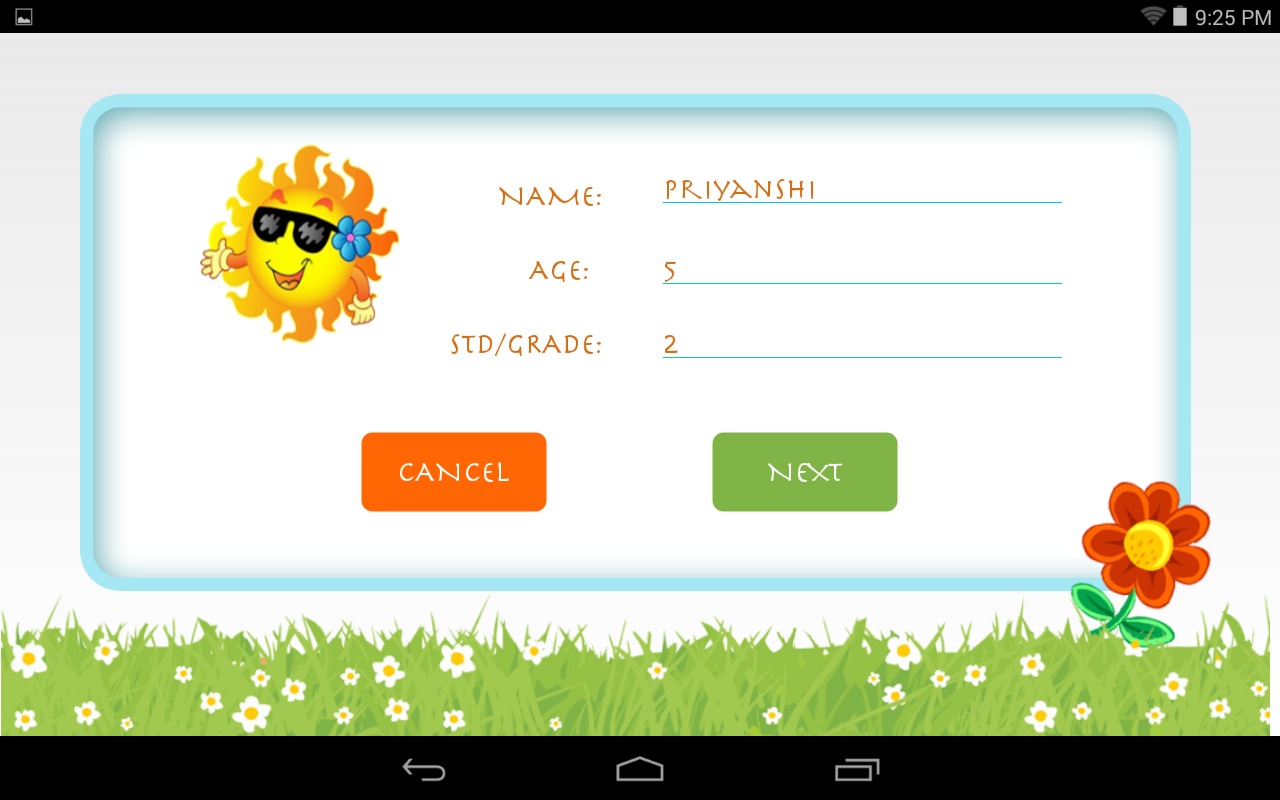 9:25 PM
NAME: PRIYANSHI
AGE: 5
STD/GRADE: 2
CANCEL NEXT